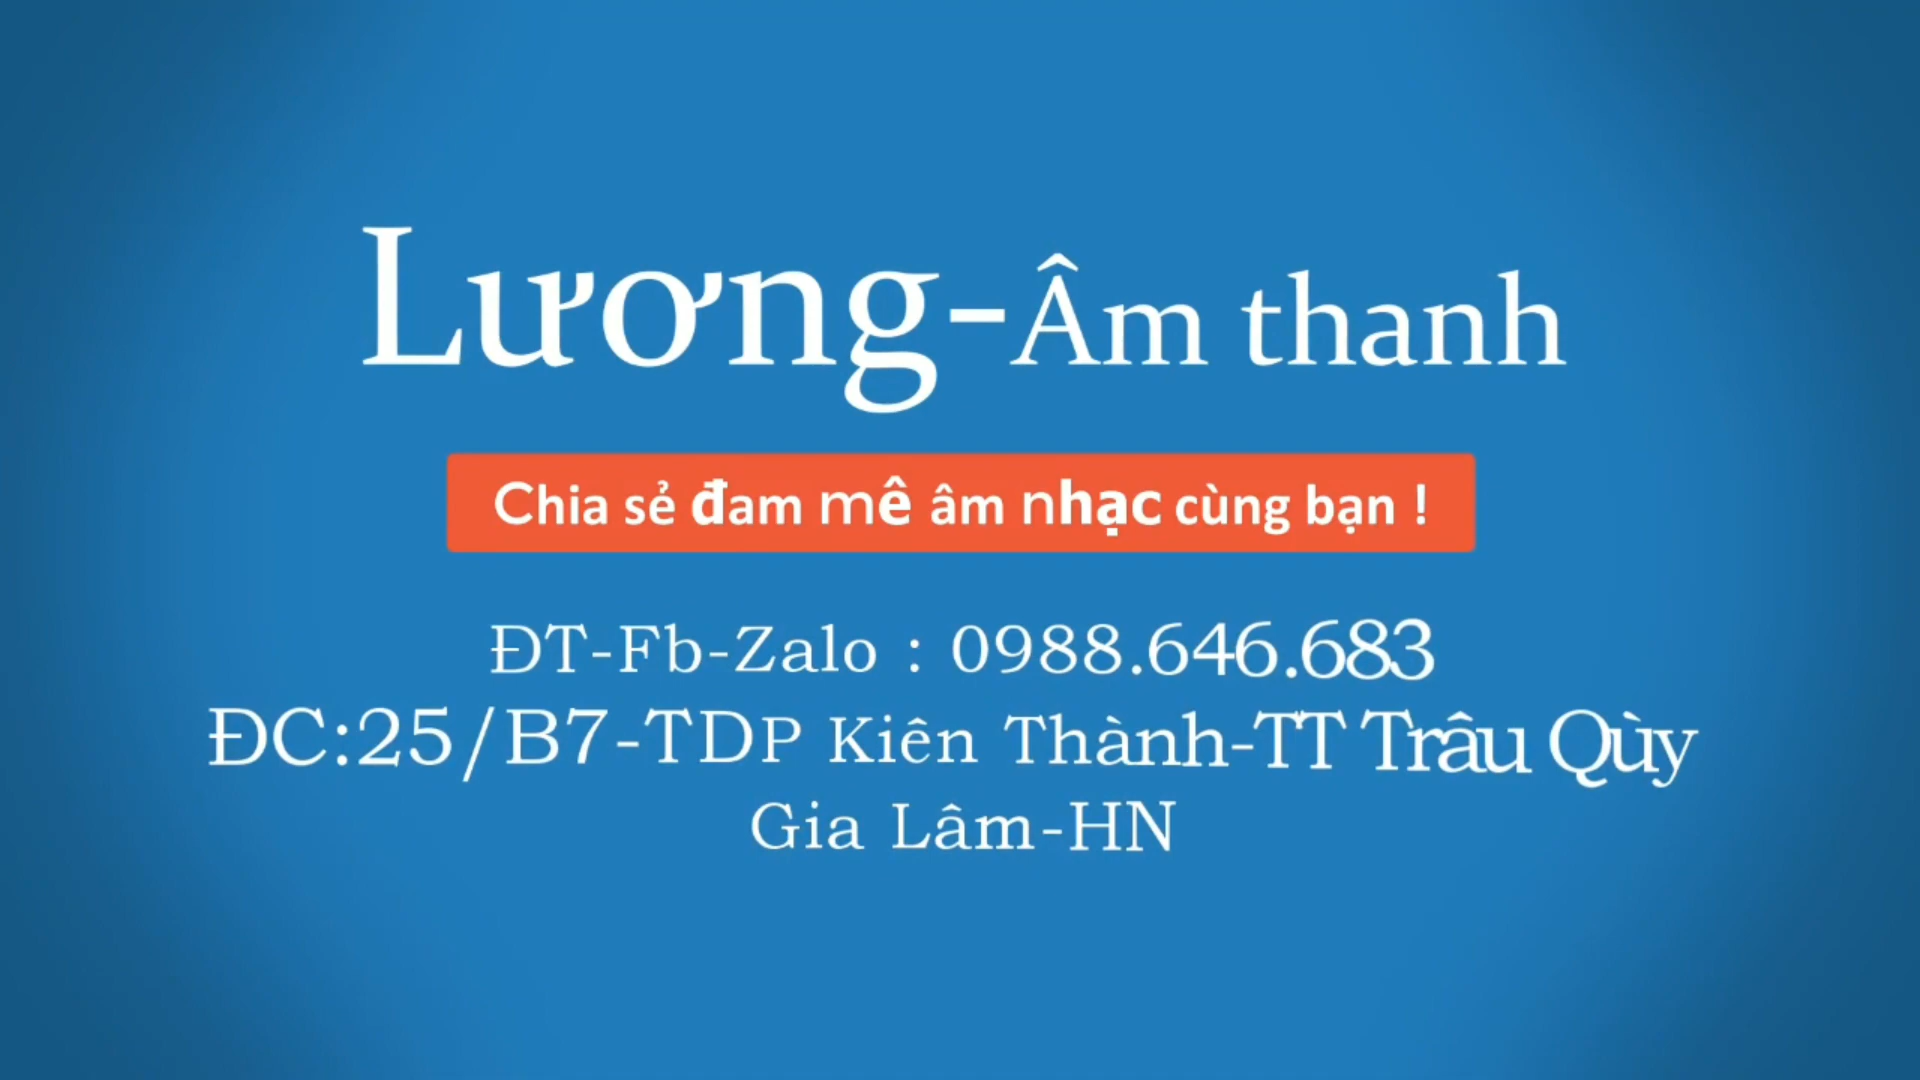 Lương-Âm thanh
Chia sẻ đam mê âm nhạc cùng bạn !
ĐT-Fb-Zalo : 0988.646.683
ĐC:25/B7-TDP Kiên Thành-TT Trâu Qùy
Gia Lâm-HN